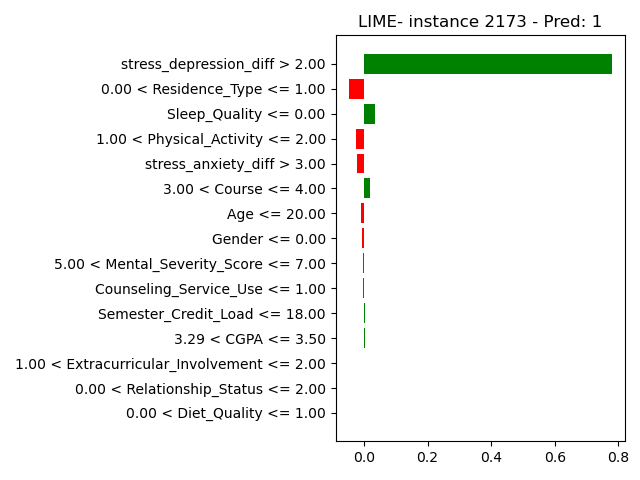 LIME- instance 2173 - Pred: 1
stress_depression_diff > 2.00
0.00 < Residence_Type <= 1.00
Sleep_Quality <= 0.00
1.00 < Physical_Activity <= 2.00
stress_anxiety_diff > 3.00
3.00 < Course <= 4.00
Age <= 20.00
Gender <= 0.00
5.00 < Mental_Severity_Score <= 7.00
Counseling_Service_Use <= 1.00
Semester_Credit_Load <= 18.00
3.29 < CGPA <= 3.50
1.00 < Extracurricular_Involvement <= 2.00
0.00 < Relationship_Status <= 2.00
0.00 < Diet_Quality <= 1.00
0.0 0.2 0.4 0.6 0.8